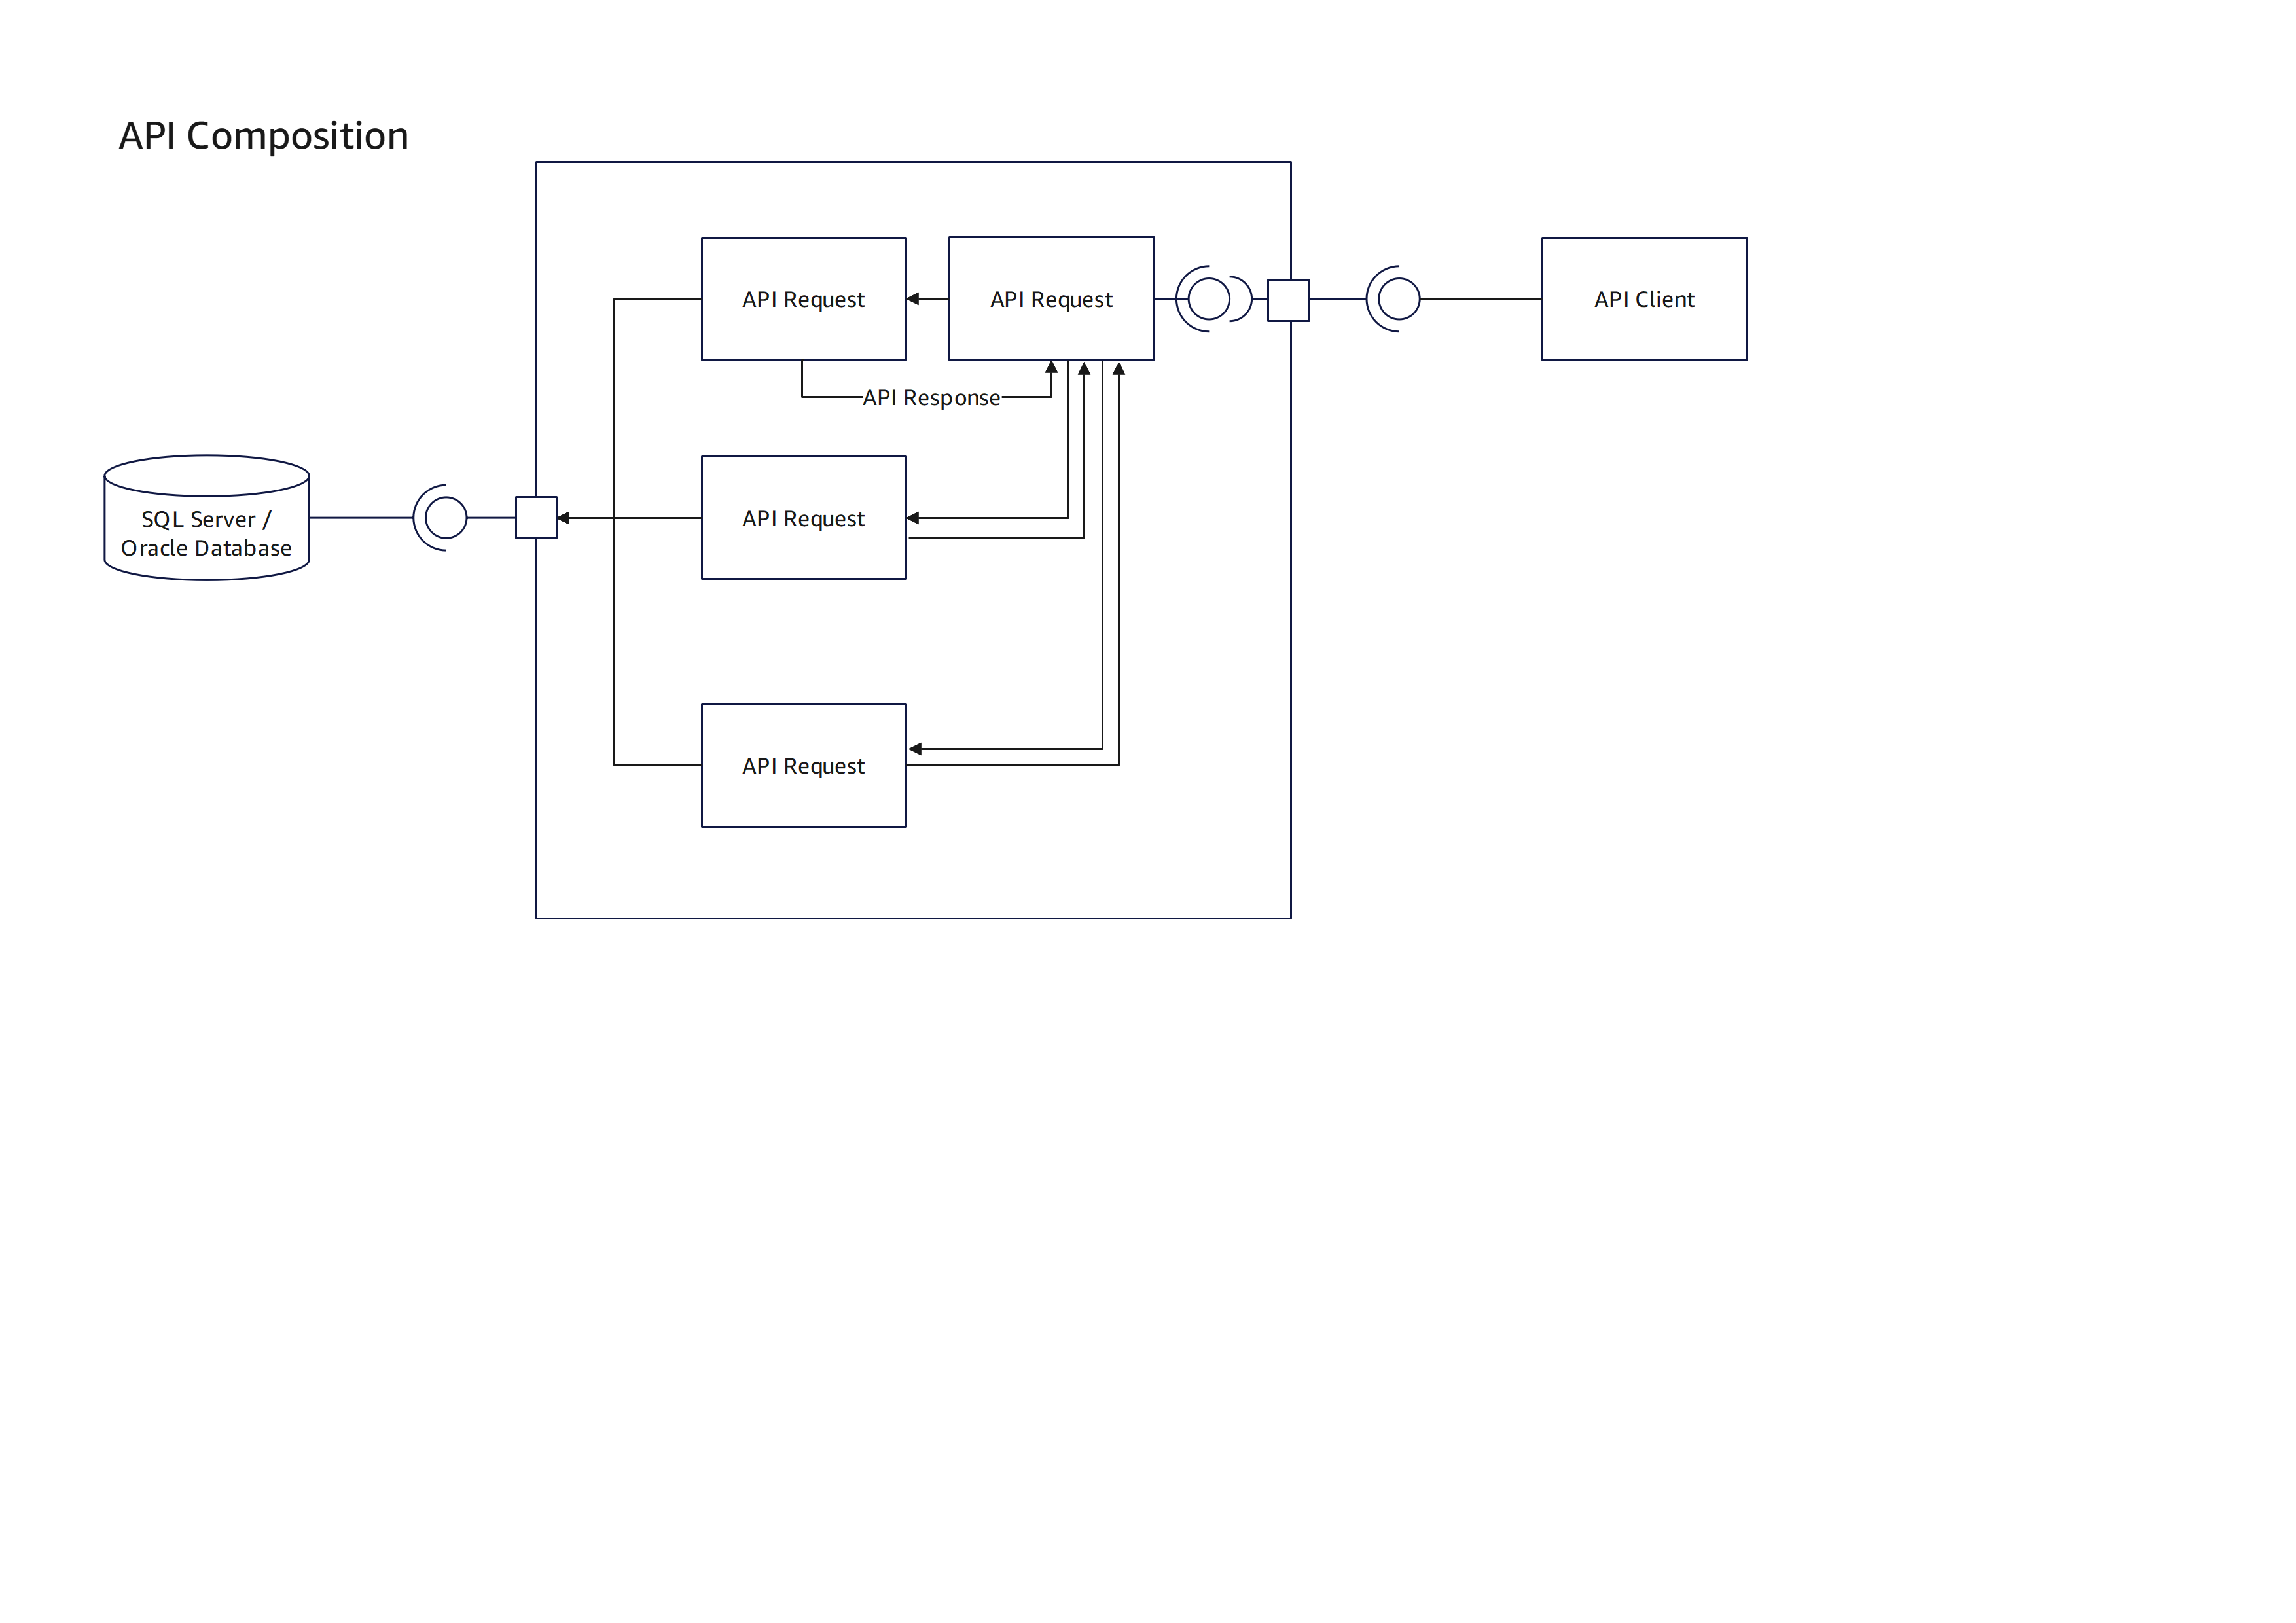 API Composition
API Request
API Request
API Client
API Response
SQL Server /
Oracle Database
API Request
API Request